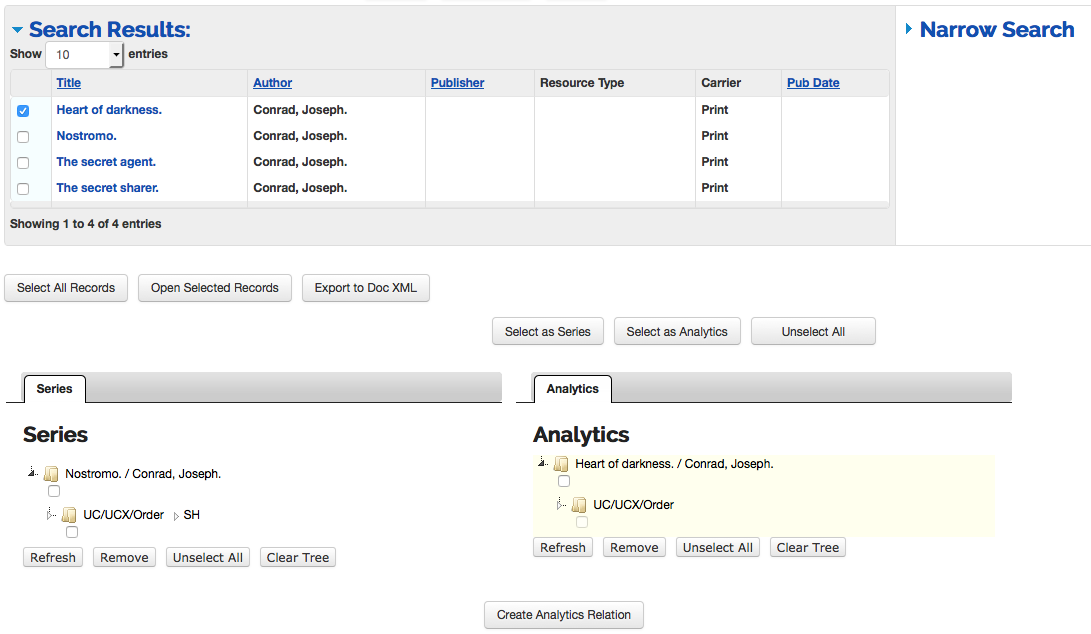 Search Results:
Narrow Search
Show 10 entries
Title Author Publisher Resource Type Carrier Pub Date
Heart of darkness. Conrad, Joseph. Print
Nostromo. Conrad, Joseph. Print
The secret agent. Conrad, Joseph. Print
The secret sharer. Conrad, Joseph. Print
Showing 1 to 4 of 4 entries
Select All Records Open Selected Records Export to Doc XML
Select as Series Select as Analytics Unselect All
Series
Series
Nostromo. / Conrad, Joseph.
UC/UCX/Order SH
Refresh Remove Unselect All Clear Tree
Analytics
Analytics
Heart of darkness. / Conrad, Joseph.
UC/UCX/Order
Refresh Remove Unselect All Clear Tree
Create Analytics Relation